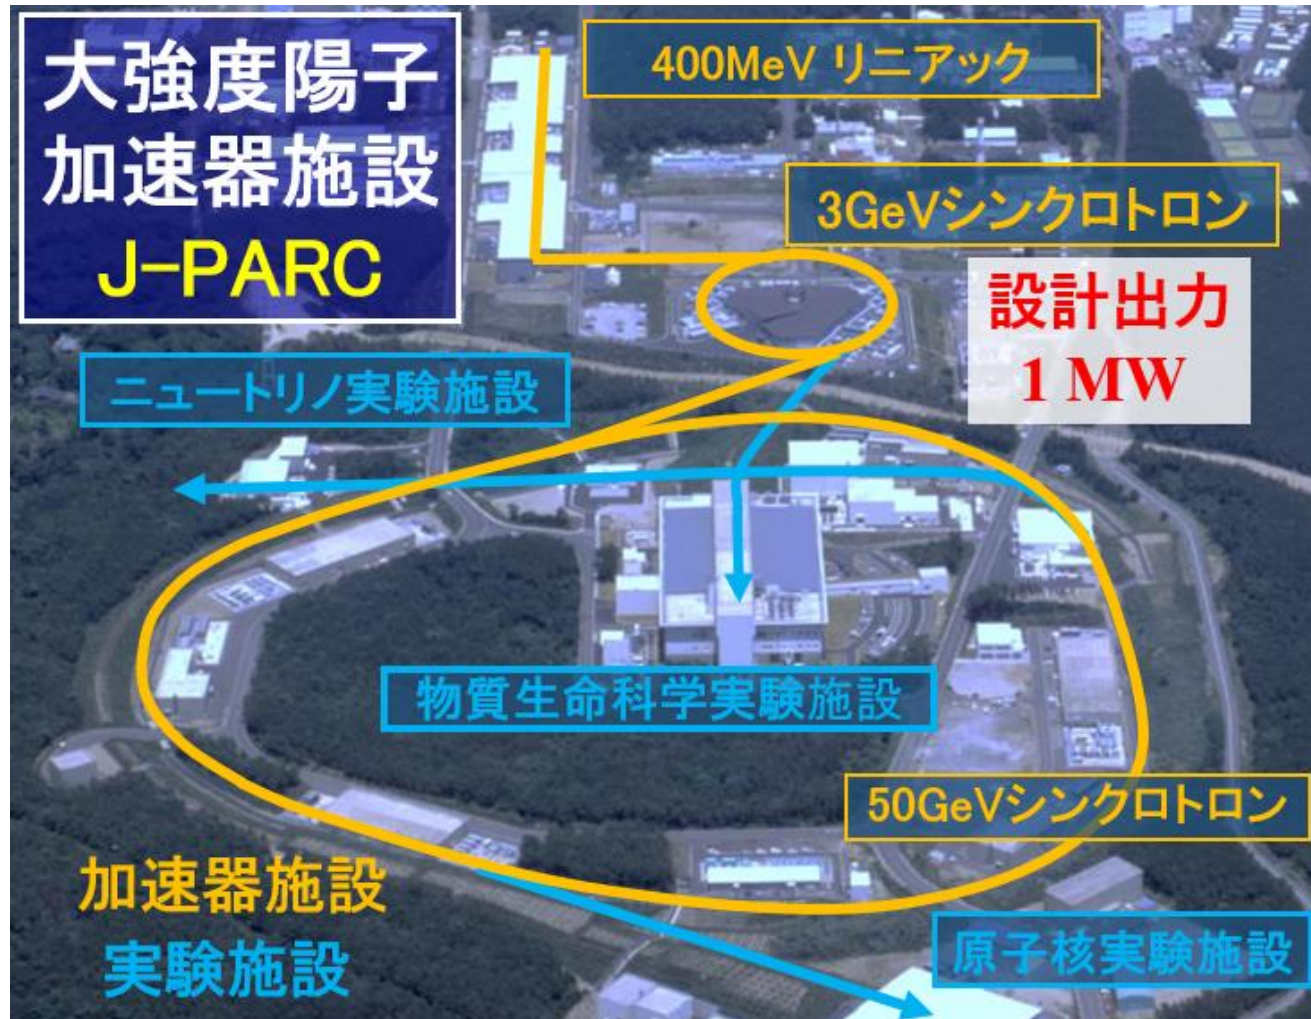 大強度陽子
加速器施設
J-PARC
400MeV リニアック
3GeVシンクロトロン
設計出力
1 MW
ニュートリノ実験施設
物質生命科学実験施設
50GeVシンクロトロン
加速器施設
実験施設
原子核実験施設